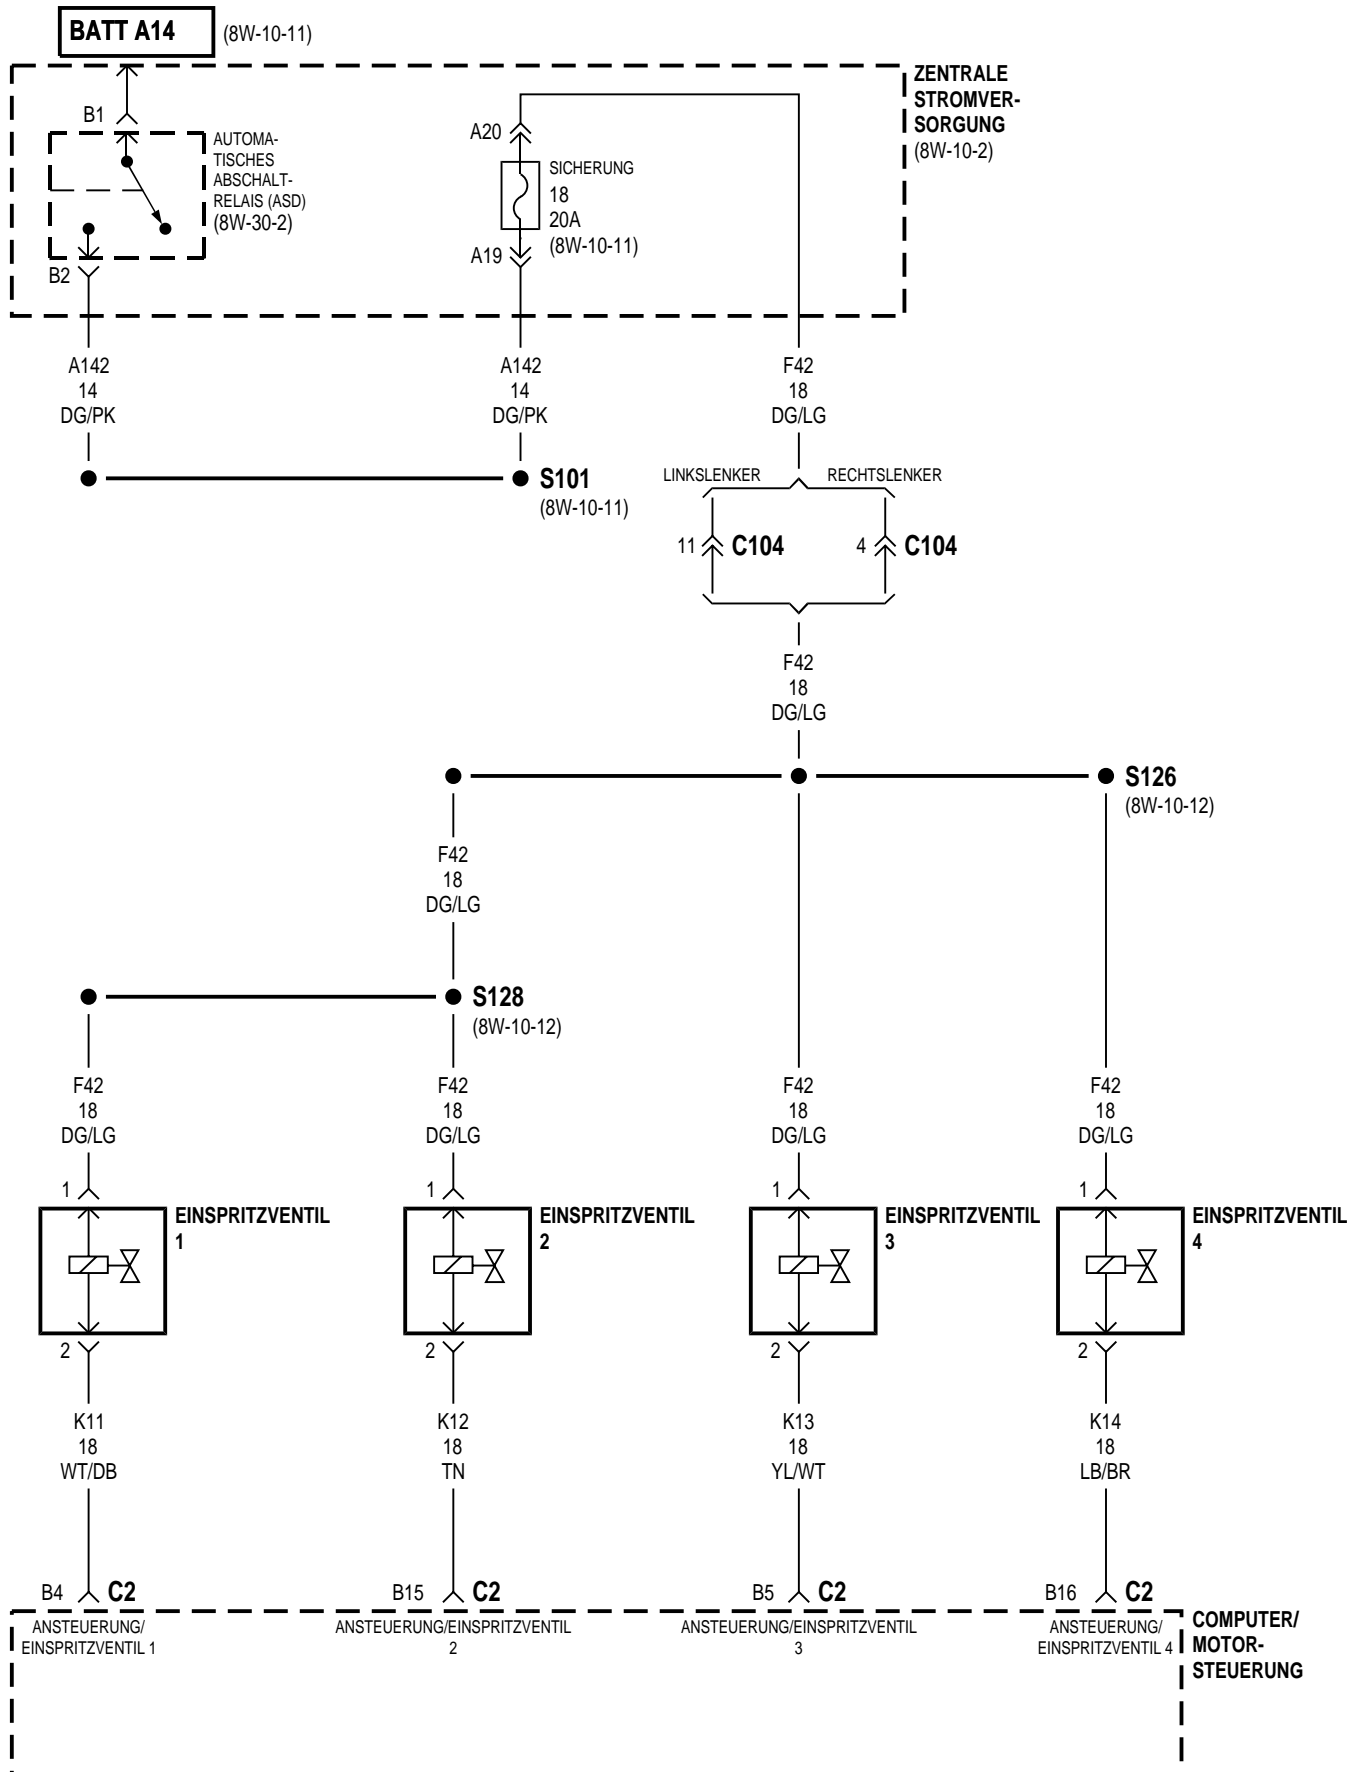 BATT A14 (8W-10-11)
ZENTRALE
STROMVER-
SORGUNG
(8W-10-2)
B1
AUTOMA-
TISCHES
ABSCHALT-
RELAIS (ASD)
(8W-30-2)
B2
A20
SICHERUNG
18
20A
(8W-10-11)
A19
A142
14
DG/PK
A142
14
DG/PK
F42
18
DG/LG
S101
(8W-10-11)
LINKSLENKER
RECHTSLENKER
11 C104
4 C104
F42
18
DG/LG
S126
(8W-10-12)
F42
18
DG/LG
S128
(8W-10-12)
F42
18
DG/LG
F42
18
DG/LG
F42
18
DG/LG
F42
18
DG/LG
1
EINSPRITZVENTIL
1
2
1
EINSPRITZVENTIL
2
2
1
EINSPRITZVENTIL
3
2
1
EINSPRITZVENTIL
4
2
K11
18
WT/DB
K12
18
TN
K13
18
YL/WT
K14
18
LB/BR
B4 C2
B15 C2
B5 C2
B16 C2
ANSTEUERUNG/
EINSPRITZVENTIL 1
ANSTEUERUNG/EINSPRITZVENTIL
2
ANSTEUERUNG/EINSPRITZVENTIL
3
ANSTEUERUNG/
EINSPRITZVENTIL 4
COMPUTER/
MOTOR-
STEUERUNG